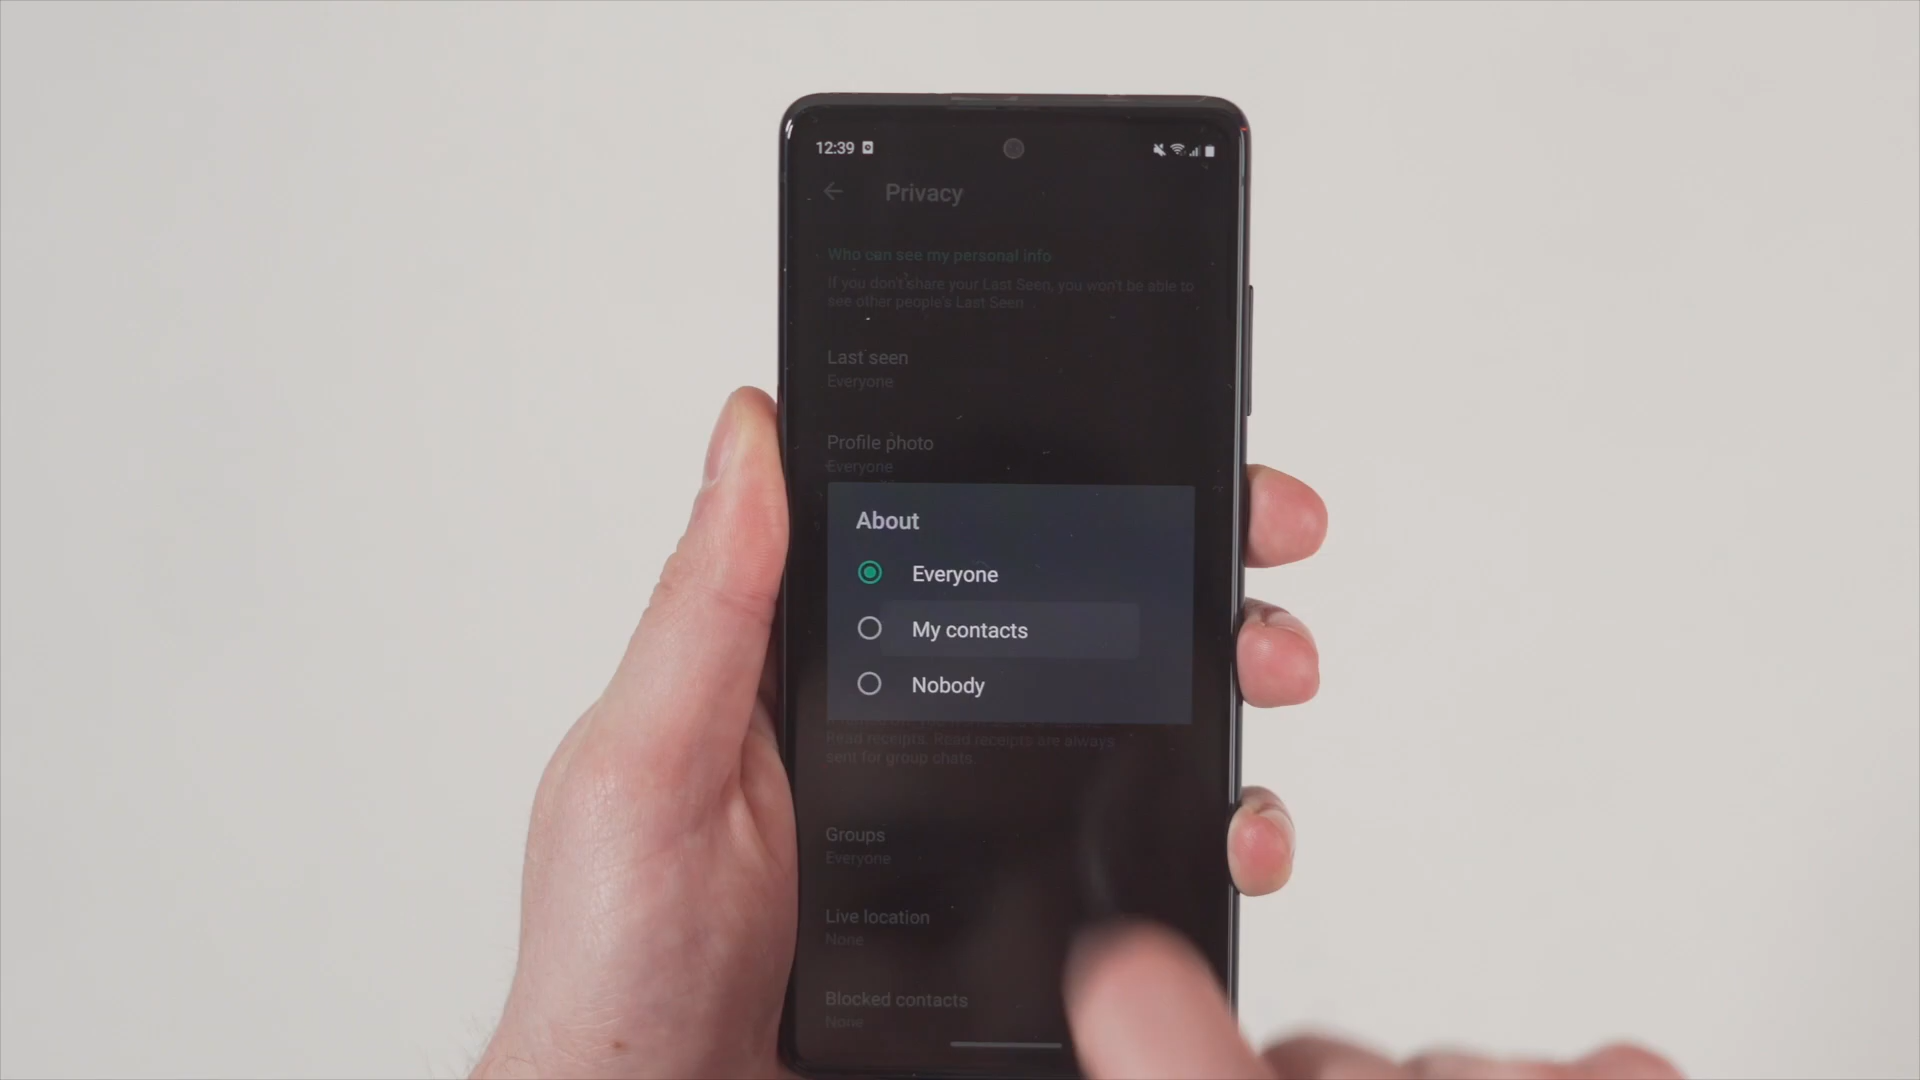 12:39
Privacy
Who can see my personal info
If you don't share your Last Seen, you won't be able to
see other people's Last Seen
Last seen
Everyone
Profile photo
Everyone
About
Everyone
My contacts
Nobody
Read receipts. Read receipts are always
sent for group chats.
Groups
Everyone
Live location
None
Blocked contacts
None